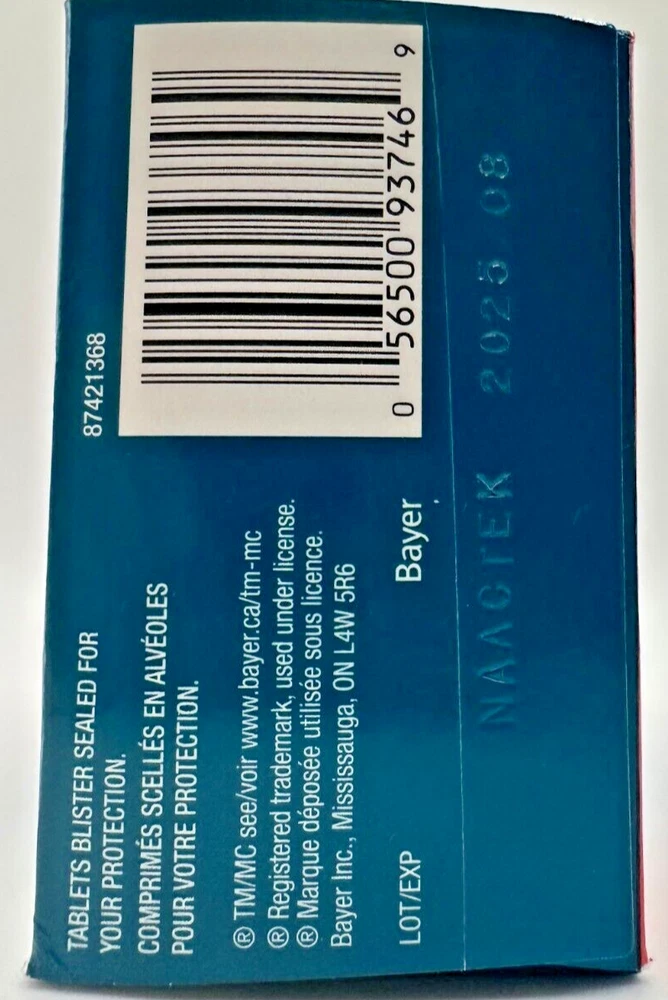 TABLETS BLISTER SEALED FOR
YOUR PROTECTION.
COMPRIMÉS SCELLÉS EN ALVÉOLES
POUR VOTRE PROTECTION.
87421368
® TM/MC see/voir www.bayer.ca/tm-mc
® Registered trademark, used under license.
® Marque déposée utilisée sous licence.
Bayer Inc., Mississauga, ON L4W 5R6
0 56500 93746 9
LOT/EXP
Bayer
2025 08